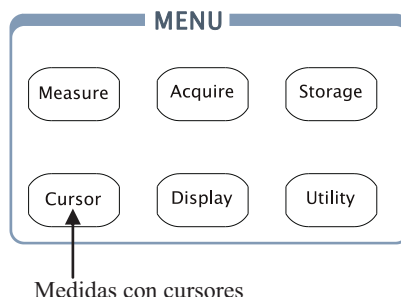 MENU
Measure Acquire Storage
Cursor Display Utility
Medidas con cursores